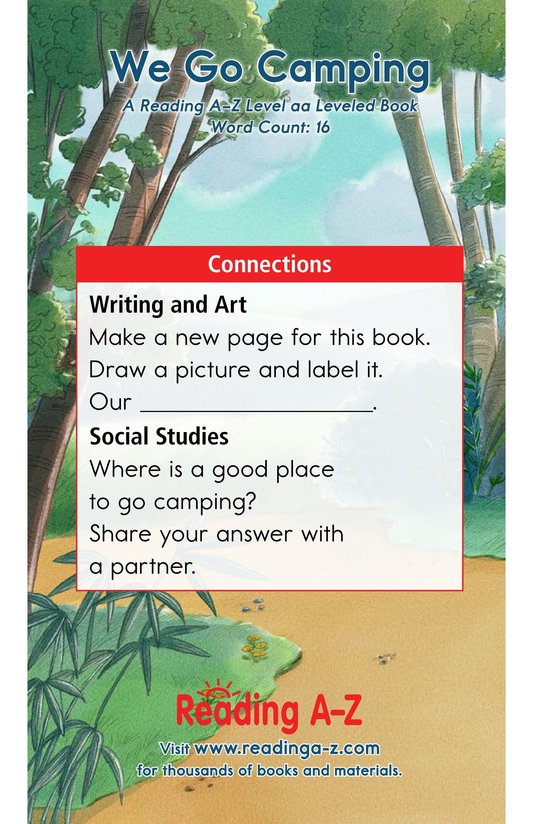 We Go Camping
A Reading A–Z Level aa Leveled Book
Word Count: 16
Connections
Writing and Art
Make a new page for this book.
Draw a picture and label it.
Our ____________________.
Social Studies
Where is a good place
to go camping?
Share your answer with
a partner.
Reading A–Z
Visit www.readinga-z.com
for thousands of books and materials.